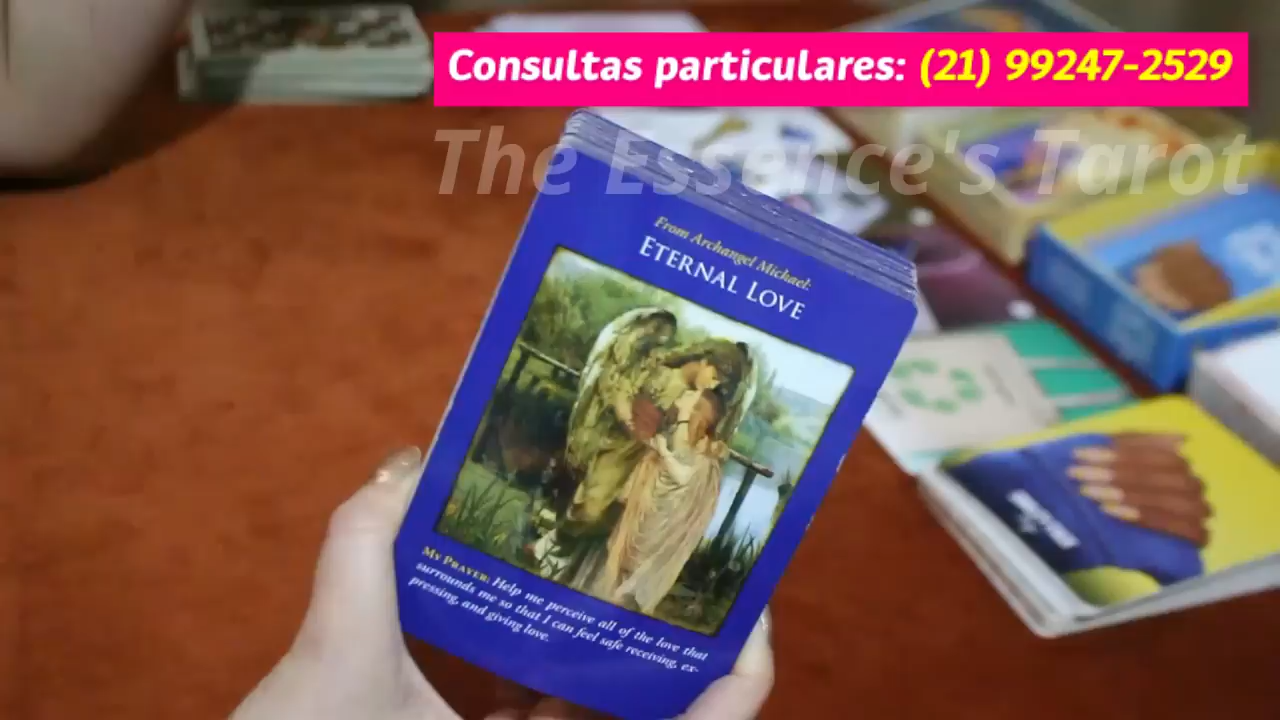 Consultas particulares: (21) 99247-2529
The Essence's Tarot
From Archangel Michael:
ETERNAL LOVE
MY PRAYER: Help me perceive all of the love that
surrounds me so that I can feel safe receiving, ex-
pressing, and giving love.